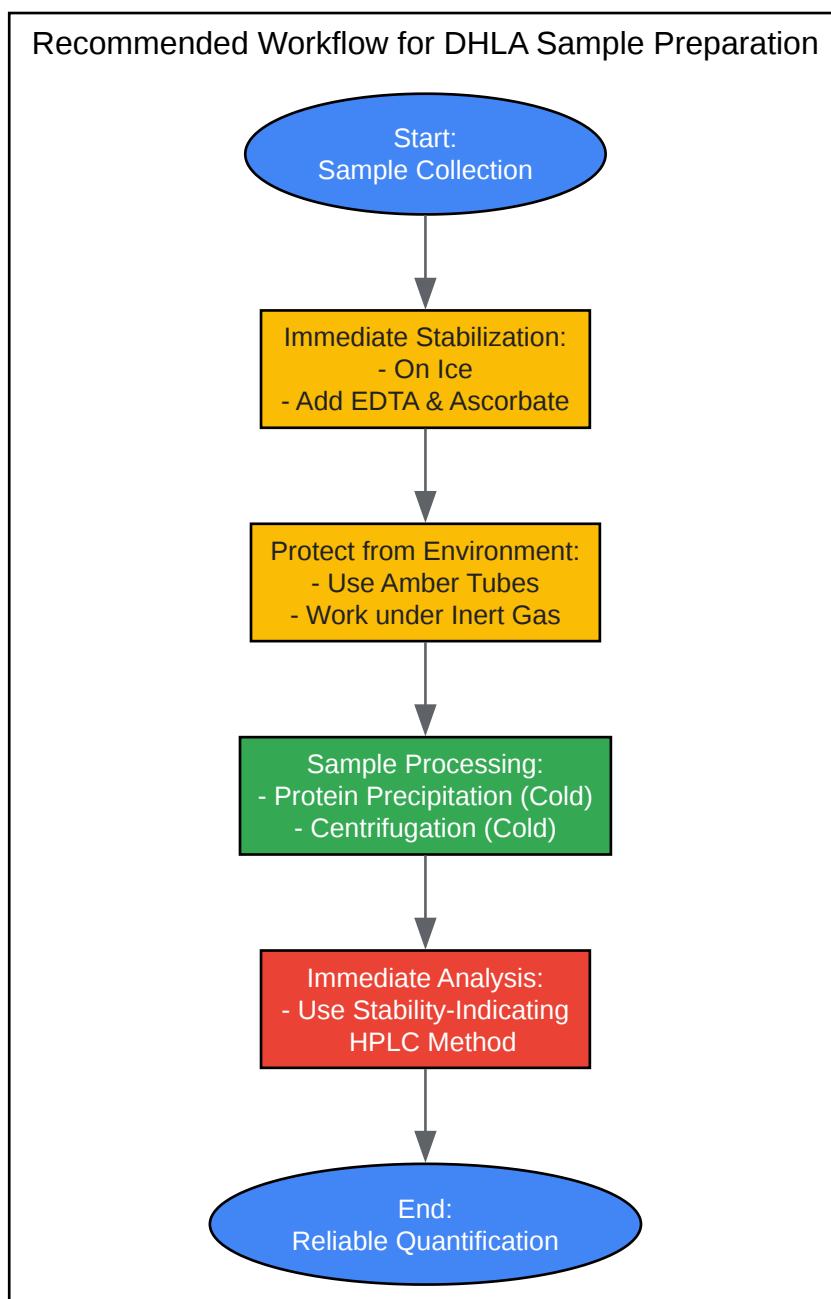 Recommended Workflow for DHLA Sample Preparation
Start:
Sample Collection
Immediate Stabilization:
- On Ice
- Add EDTA & Ascorbate
Protect from Environment:
- Use Amber Tubes
- Work under Inert Gas
Sample Processing:
- Protein Precipitation (Cold)
- Centrifugation (Cold)
Immediate Analysis:
- Use Stability-Indicating
HPLC Method
End:
Reliable Quantification